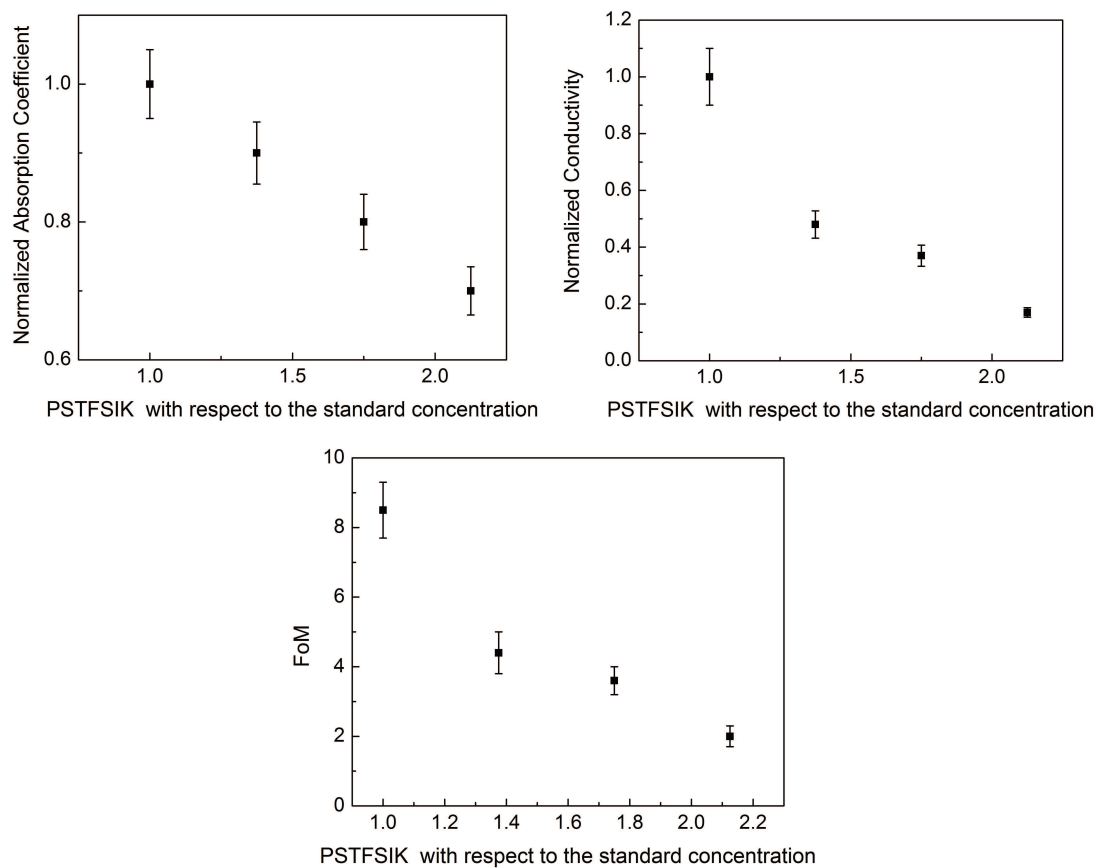 Normalized Absorption Coefficient
1.0
0.8
0.6
1.0 1.5 2.0
PSTFSIK with respect to the standard concentration
Normalized Conductivity
1.2
1.0
0.8
0.6
0.4
0.2
0.0
1.0 1.5 2.0
PSTFSIK with respect to the standard concentration
FoM
10
8
6
4
2
0
1.0 1.2 1.4 1.6 1.8 2.0 2.2
PSTFSIK with respect to the standard concentration